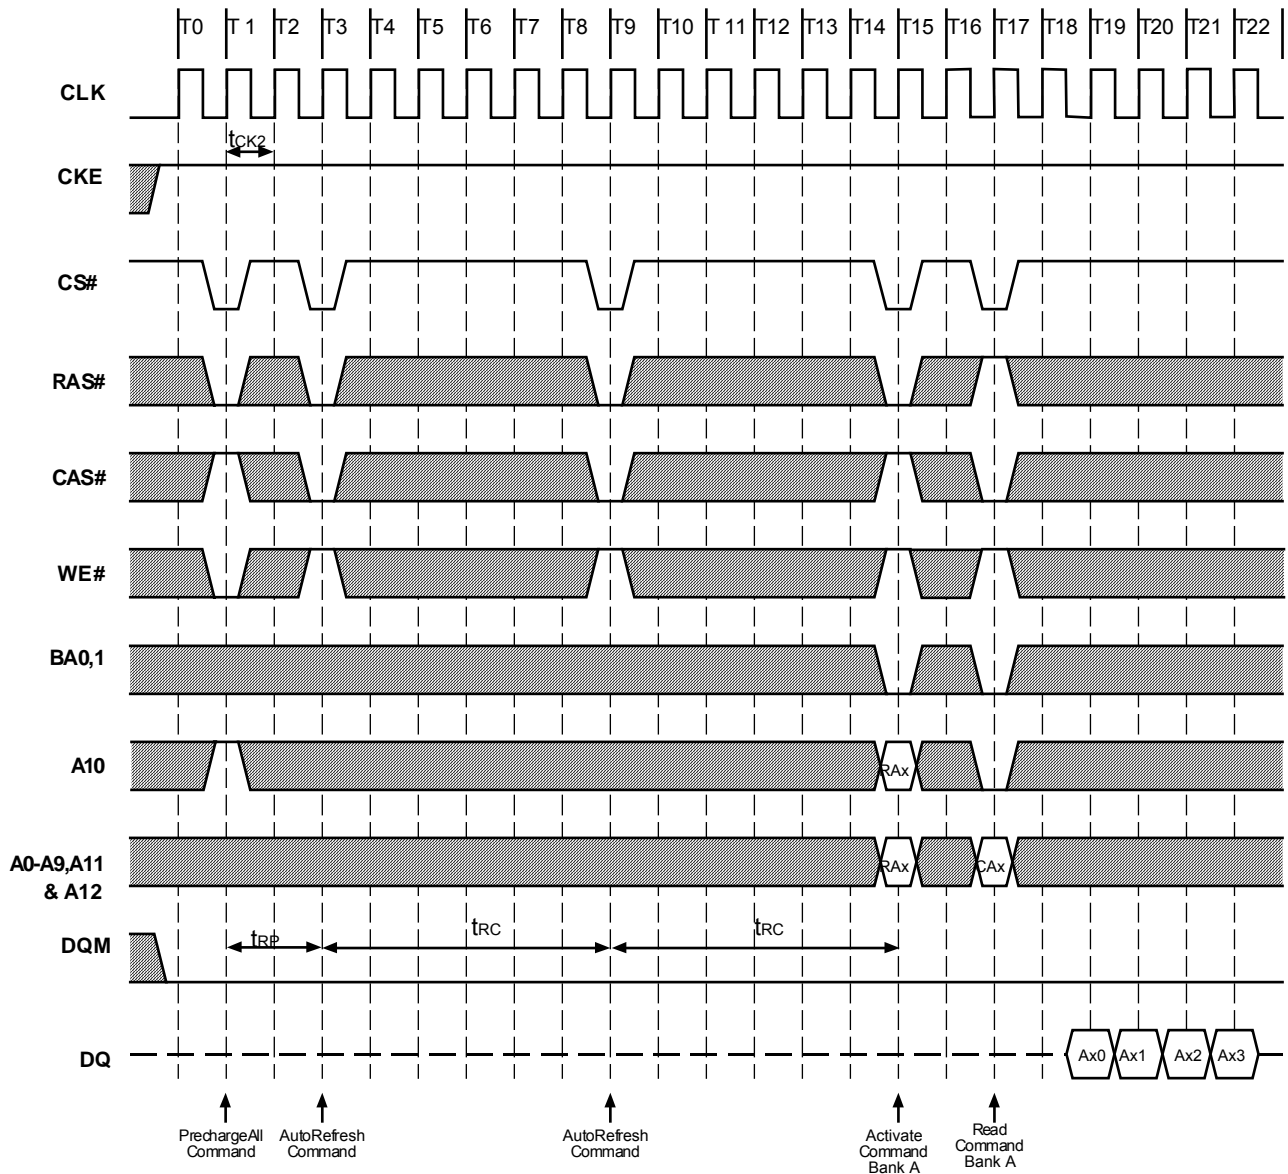 T0 T 1 T2 T3 T4 T5 T6 T7 T8 T9 T10 T 11 T12 T13 T14 T15 T16 T17 T18 T19 T20 T21 T22
CLK
tCK2
CKE
CS#
RAS#
CAS#
WE#
BA0,1
A10
RAx
A0-A9,A11
& A12
RAx CAx
DQM
tRP tRC tRC
DQ
Ax0 Ax1 Ax2 Ax3
PrechargeAll
Command
AutoRefresh
Command
AutoRefresh
Command
Activate
Command
Bank A
Read
Command
Bank A